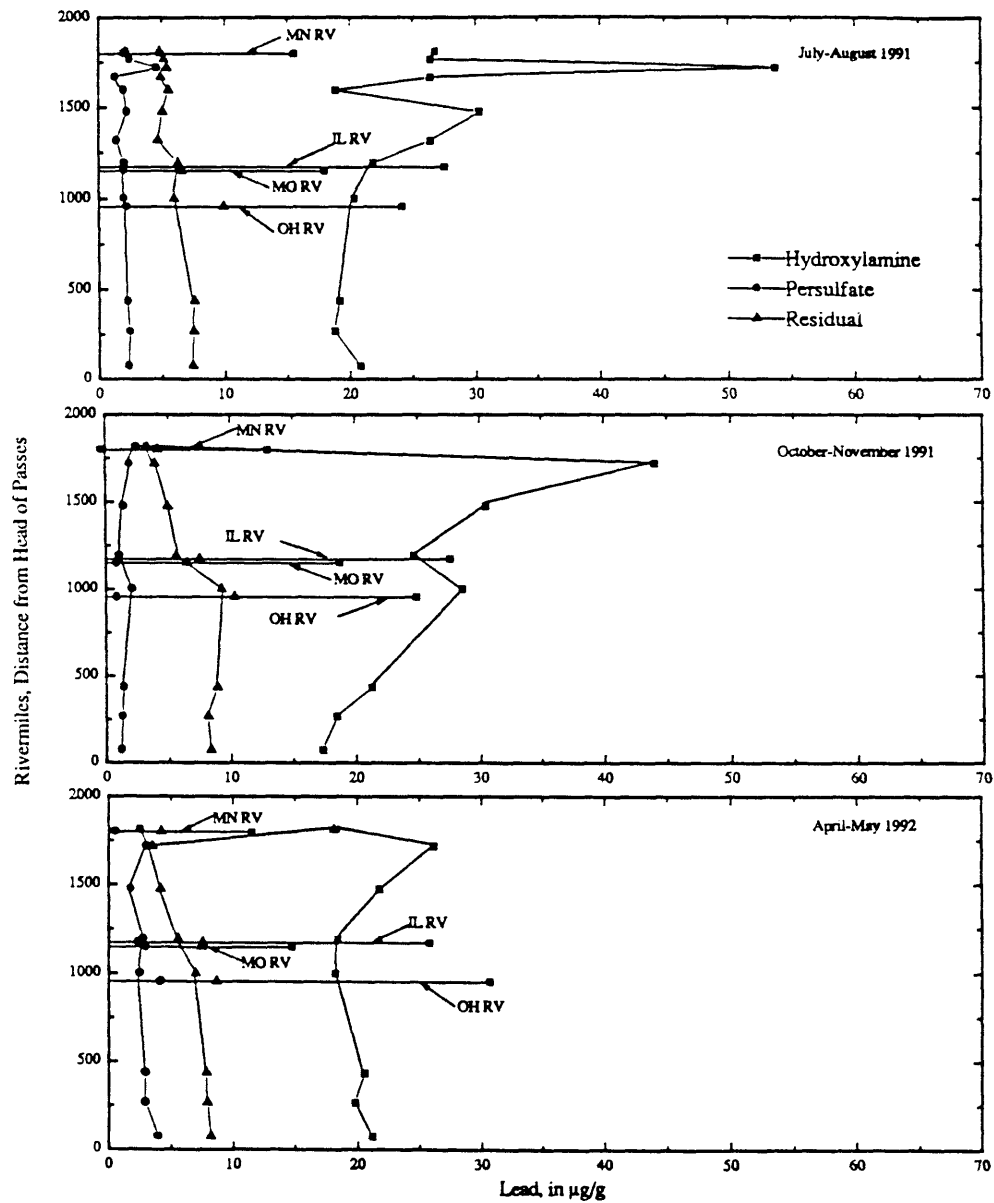 2000
MN RV
July-August 1991
1500
IL RV
MO RV
1000
OH RV
Hydroxylamine
500
Persulfate
Residual
0
0 10 20 30 40 50 60 70
2000
MN RV
October-November 1991
1500
IL RV
MO RV
1000
OH RV
500
0
0 10 20 30 40 50 60 70
2000
MN RV
April-May 1992
1500
IL RV
MO RV
1000
OH RV
500
0
0 10 20 30 40 50 60 70
Lead, in µg/g
Rivermiles, Distance from Head of Passes